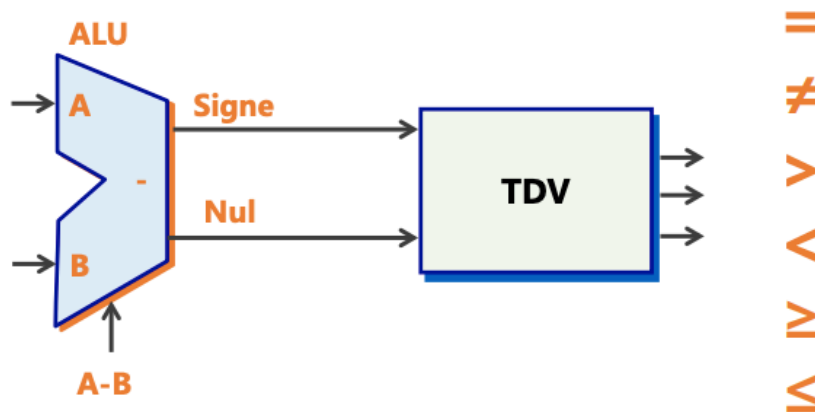 ALU
A
Signe
-
TDV
Nul
B
A-B
=
≠
>
<
≥
≤